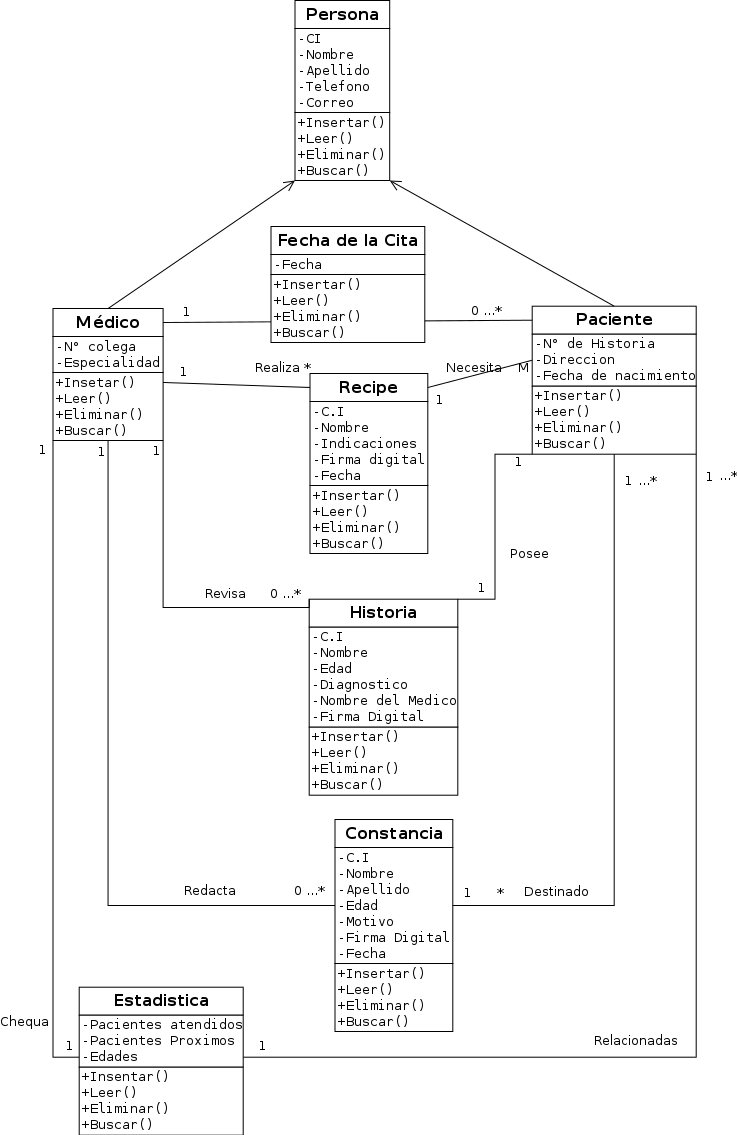 Persona
-CI
-Nombre
-Apellido
-Telefono
-Correo
+Insertar()
+Leer()
+Eliminar()
+Buscar()
Fecha de la Cita
-Fecha
+Insertar()
+Leer()
+Eliminar()
+Buscar()
1
0 ...*
Médico
-N° colega
-Especialidad
+Insetar()
+Leer()
+Eliminar()
+Buscar()
Paciente
-N° de Historia
-Direccion
-Fecha de nacimiento
+Insertar()
+Leer()
+Eliminar()
+Buscar()
1
Realiza *
Necesita M
1
Recipe
-C.I
-Nombre
-Indicaciones
-Firma digital
-Fecha
+Insertar()
+Leer()
+Eliminar()
+Buscar()
1
1
1
1
1 ...*
1 ...*
Posee
1
Revisa 0 ...*
Historia
-C.I
-Nombre
-Edad
-Diagnostico
-Nombre del Medico
-Firma Digital
+Insertar()
+Leer()
+Eliminar()
+Buscar()
Constancia
-C.I
-Nombre
-Apellido
-Edad
-Motivo
-Firma Digital
-Fecha
+Insertar()
+Leer()
+Eliminar()
+Buscar()
Redacta 0 ...*
1 * Destinado
Estadistica
-Pacientes atendidos
-Pacientes Proximos
-Edades
+Insentar()
+Leer()
+Eliminar()
+Buscar()
Chequa
1
1
Relacionadas